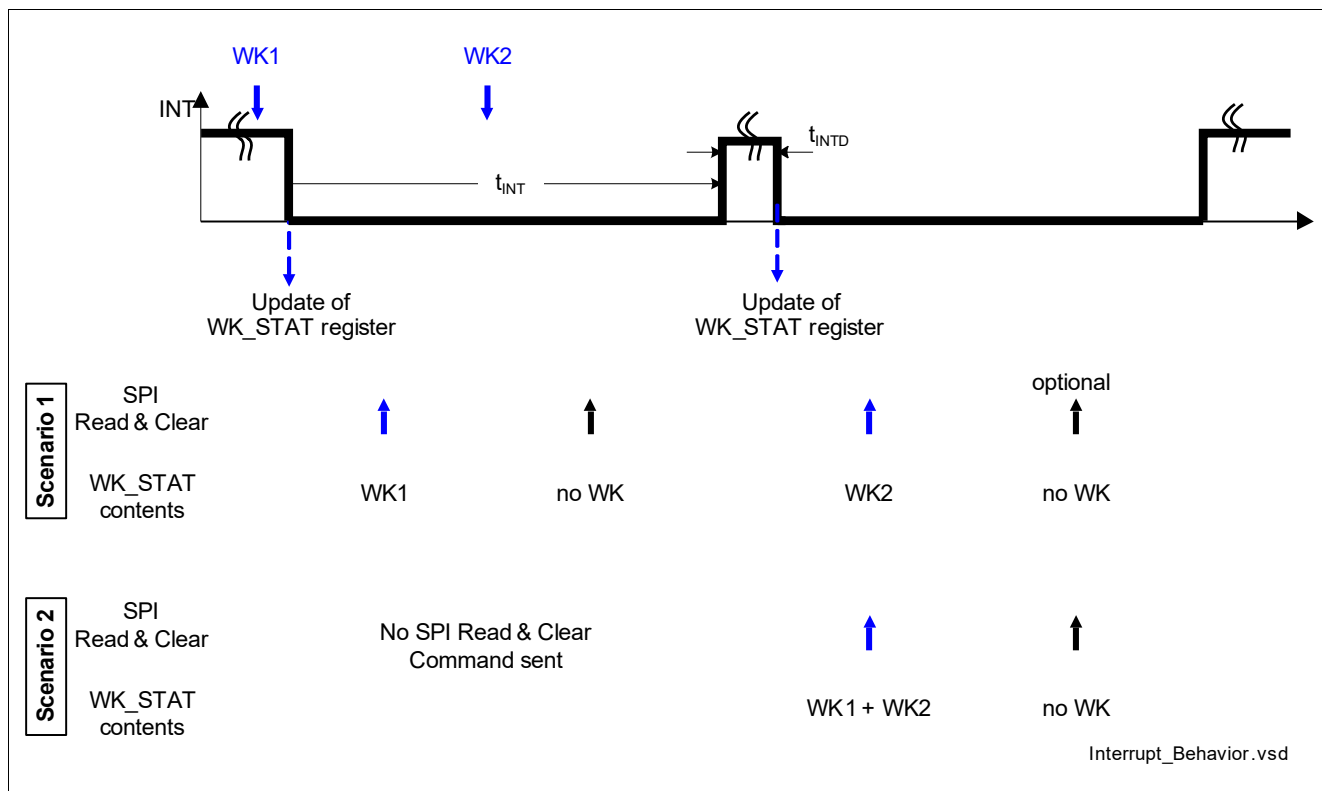 WK1
WK2
INT
tINTD
tINT
Update of
WK_STAT register
Update of
WK_STAT register
Scenario 1
SPI
Read & Clear
optional
WK_STAT
contents
WK1
no WK
WK2
no WK
Scenario 2
SPI
Read & Clear
No SPI Read & Clear
Command sent
WK_STAT
contents
WK1 + WK2
no WK
Interrupt_Behavior.vsd